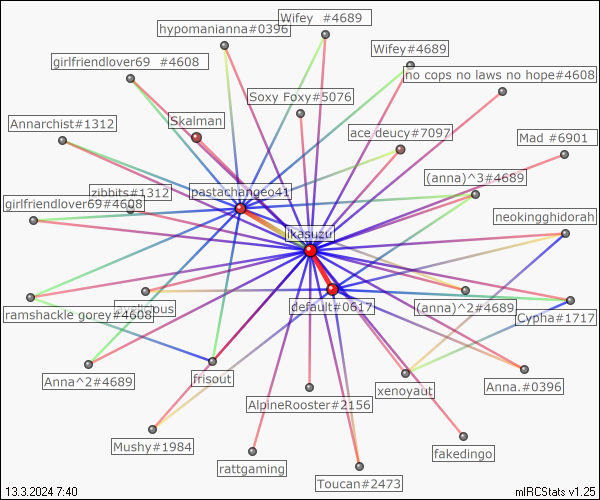 Wifey   #4689
hypomanianna#0396
Wifey#4689
girlfriendlover69   #4608
no cops no laws no hope#4608
Soxy Foxy#5076
Annarchist#1312
Skalman
ace deucy#7097
Mad   #6901
(anna)^3#4689
zibbits#1312
pastachangeo41
girlfriendlover69#4608
neokingghidorah
ikasuzu
default#0617
(anna)^2#4689
ramshackle gorey#4608
Cypha#1717
Anna^2#4689
frisout
xenoyaut
Anna.#0396
AlpineRooster#2156
Mushy#1984
fakedingo
rattgaming
Toucan#2473
13.3.2024 7:40
mIRCStats v1.25